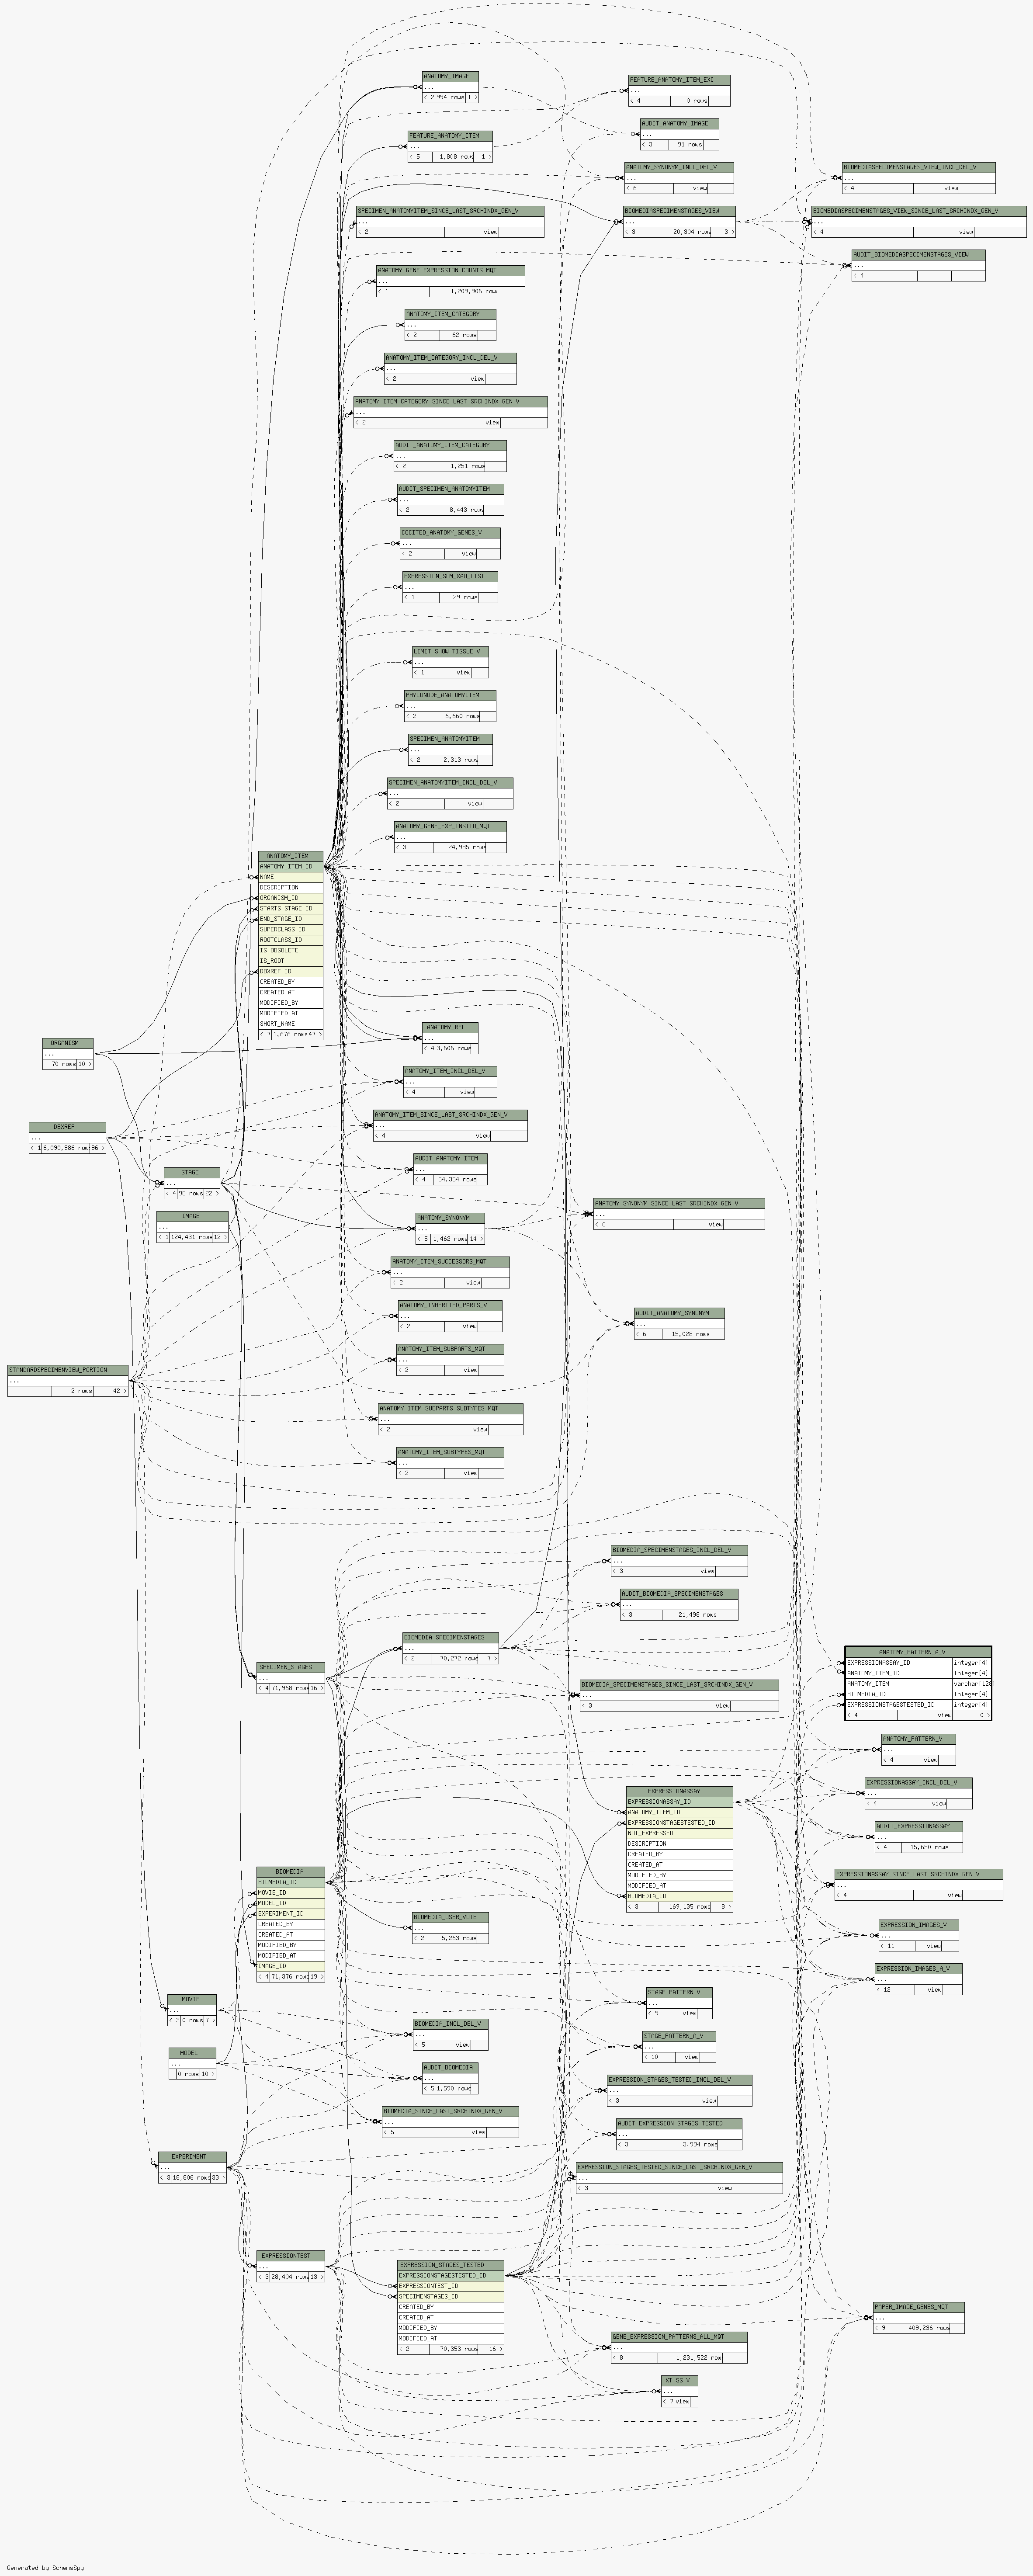 ANATOMY_IMAGE
...
< 2 994 rows 1 >
FEATURE_ANATOMY_ITEM_EXC
...
< 4 0 rows
AUDIT_ANATOMY_IMAGE
...
< 3 91 rows
FEATURE_ANATOMY_ITEM
...
< 5 1,808 rows 1 >
ANATOMY_SYNONYM_INCL_DEL_V
...
< 6 view
BIOMEDIASPECIMENSTAGES_VIEW_INCL_DEL_V
...
< 4 view
SPECIMEN_ANATOMYITEM_SINCE_LAST_SRCHINDX_GEN_V
...
< 2 view
BIOMEDIASPECIMENSTAGES_VIEW
...
< 3 20,304 rows 3 >
BIOMEDIASPECIMENSTAGES_VIEW_SINCE_LAST_SRCHINDX_GEN_V
...
< 4 view
AUDIT_BIOMEDIASPECIMENSTAGES_VIEW
...
< 4
ANATOMY_GENE_EXPRESSION_COUNTS_MQT
...
< 1 1,209,906 row
ANATOMY_ITEM_CATEGORY
...
< 2 62 rows
ANATOMY_ITEM_CATEGORY_INCL_DEL_V
...
< 2 view
ANATOMY_ITEM_CATEGORY_SINCE_LAST_SRCHINDX_GEN_V
...
< 2 view
AUDIT_ANATOMY_ITEM_CATEGORY
...
< 2 1,251 rows
AUDIT_SPECIMEN_ANATOMYITEM
...
< 2 8,443 rows
COCITED_ANATOMY_GENES_V
...
< 2 view
EXPRESSION_SUM_XAO_LIST
...
< 1 29 rows
LIMIT_SHOW_TISSUE_V
...
< 1 view
PHYLONODE_ANATOMYITEM
...
< 2 6,660 rows
SPECIMEN_ANATOMYITEM
...
< 2 2,313 rows
SPECIMEN_ANATOMYITEM_INCL_DEL_V
...
< 2 view
ANATOMY_GENE_EXP_INSITU_MQT
...
< 3 24,985 rows
ANATOMY_ITEM
ANATOMY_ITEM_ID
NAME
DESCRIPTION
ORGANISM_ID
STARTS_STAGE_ID
END_STAGE_ID
SUPERCLASS_ID
ROOTCLASS_ID
IS_OBSOLETE
IS_ROOT
DBXREF_ID
CREATED_BY
CREATED_AT
MODIFIED_BY
MODIFIED_AT
SHORT_NAME
< 7 1,676 rows 47 >
ANATOMY_REL
...
< 4 3,606 rows
ORGANISM
...
70 rows 10 >
ANATOMY_ITEM_INCL_DEL_V
...
< 4 view
DBXREF
...
< 1 6,090,986 row 96 >
ANATOMY_ITEM_SINCE_LAST_SRCHINDX_GEN_V
...
< 4 view
AUDIT_ANATOMY_ITEM
...
< 4 54,354 rows
STAGE
...
< 4 98 rows 22 >
ANATOMY_SYNONYM_SINCE_LAST_SRCHINDX_GEN_V
...
< 6 view
IMAGE
...
< 1 124,431 rows 12 >
ANATOMY_SYNONYM
...
< 5 1,462 rows 14 >
ANATOMY_ITEM_SUCCESSORS_MQT
...
< 2 view
ANATOMY_INHERITED_PARTS_V
...
< 2 view
AUDIT_ANATOMY_SYNONYM
...
< 6 15,028 rows
ANATOMY_ITEM_SUBPARTS_MQT
...
< 2 view
STANDARDSPECIMENVIEW_PORTION
...
2 rows 42 >
ANATOMY_ITEM_SUBPARTS_SUBTYPES_MQT
...
< 2 view
ANATOMY_ITEM_SUBTYPES_MQT
...
< 2 view
BIOMEDIA_SPECIMENSTAGES_INCL_DEL_V
...
< 3 view
AUDIT_BIOMEDIA_SPECIMENSTAGES
...
< 3 21,498 rows
BIOMEDIA_SPECIMENSTAGES
...
< 2 70,272 rows 7 >
ANATOMY_PATTERN_A_V
EXPRESSIONASSAY_ID integer[4]
ANATOMY_ITEM_ID integer[4]
ANATOMY_ITEM varchar[128]
BIOMEDIA_ID integer[4]
EXPRESSIONSTAGESTESTED_ID integer[4]
< 4 view 0 >
SPECIMEN_STAGES
...
< 4 71,968 rows 16 >
BIOMEDIA_SPECIMENSTAGES_SINCE_LAST_SRCHINDX_GEN_V
...
< 3 view
ANATOMY_PATTERN_V
...
< 4 view
EXPRESSIONASSAY_INCL_DEL_V
...
< 4 view
EXPRESSIONASSAY
EXPRESSIONASSAY_ID
ANATOMY_ITEM_ID
EXPRESSIONSTAGESTESTED_ID
NOT_EXPRESSED
DESCRIPTION
CREATED_BY
CREATED_AT
MODIFIED_BY
MODIFIED_AT
BIOMEDIA_ID
< 3 169,135 rows 8 >
AUDIT_EXPRESSIONASSAY
...
< 4 15,650 rows
EXPRESSIONASSAY_SINCE_LAST_SRCHINDX_GEN_V
...
< 4 view
BIOMEDIA
BIOMEDIA_ID
MOVIE_ID
MODEL_ID
EXPERIMENT_ID
CREATED_BY
CREATED_AT
MODIFIED_BY
MODIFIED_AT
IMAGE_ID
< 4 71,376 rows 19 >
BIOMEDIA_USER_VOTE
...
< 2 5,263 rows
EXPRESSION_IMAGES_V
...
< 11 view
EXPRESSION_IMAGES_A_V
...
< 12 view
STAGE_PATTERN_V
...
< 9 view
MOVIE
...
< 3 0 rows 7 >
BIOMEDIA_INCL_DEL_V
...
< 5 view
STAGE_PATTERN_A_V
...
< 10 view
MODEL
...
0 rows 10 >
AUDIT_BIOMEDIA
...
< 5 1,590 rows
EXPRESSION_STAGES_TESTED_INCL_DEL_V
...
< 3 view
BIOMEDIA_SINCE_LAST_SRCHINDX_GEN_V
...
< 5 view
AUDIT_EXPRESSION_STAGES_TESTED
...
< 3 3,994 rows
EXPERIMENT
...
< 3 18,806 rows 33 >
EXPRESSION_STAGES_TESTED_SINCE_LAST_SRCHINDX_GEN_V
...
< 3 view
EXPRESSIONTEST
...
< 3 28,404 rows 13 >
EXPRESSION_STAGES_TESTED
EXPRESSIONSTAGESTESTED_ID
EXPRESSIONTEST_ID
SPECIMENSTAGES_ID
CREATED_BY
CREATED_AT
MODIFIED_BY
MODIFIED_AT
< 2 70,353 rows 16 >
PAPER_IMAGE_GENES_MQT
...
< 9 409,236 rows
GENE_EXPRESSION_PATTERNS_ALL_MQT
...
< 8 1,231,522 row
XT_SS_V
...
< 7 view
Generated by SchemaSpy